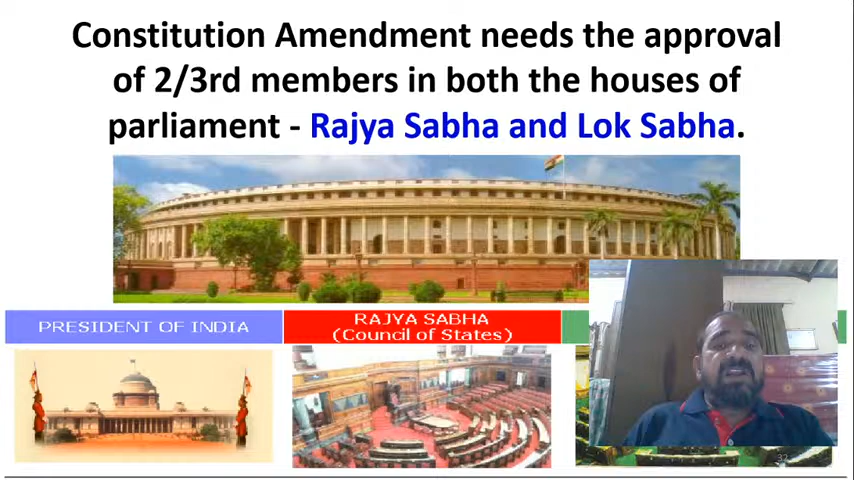 Constitution Amendment needs the approval
of 2/3rd members in both the houses of
parliament - Rajya Sabha and Lok Sabha.
PRESIDENT OF INDIA
RAJYA SABHA
(Council of States)